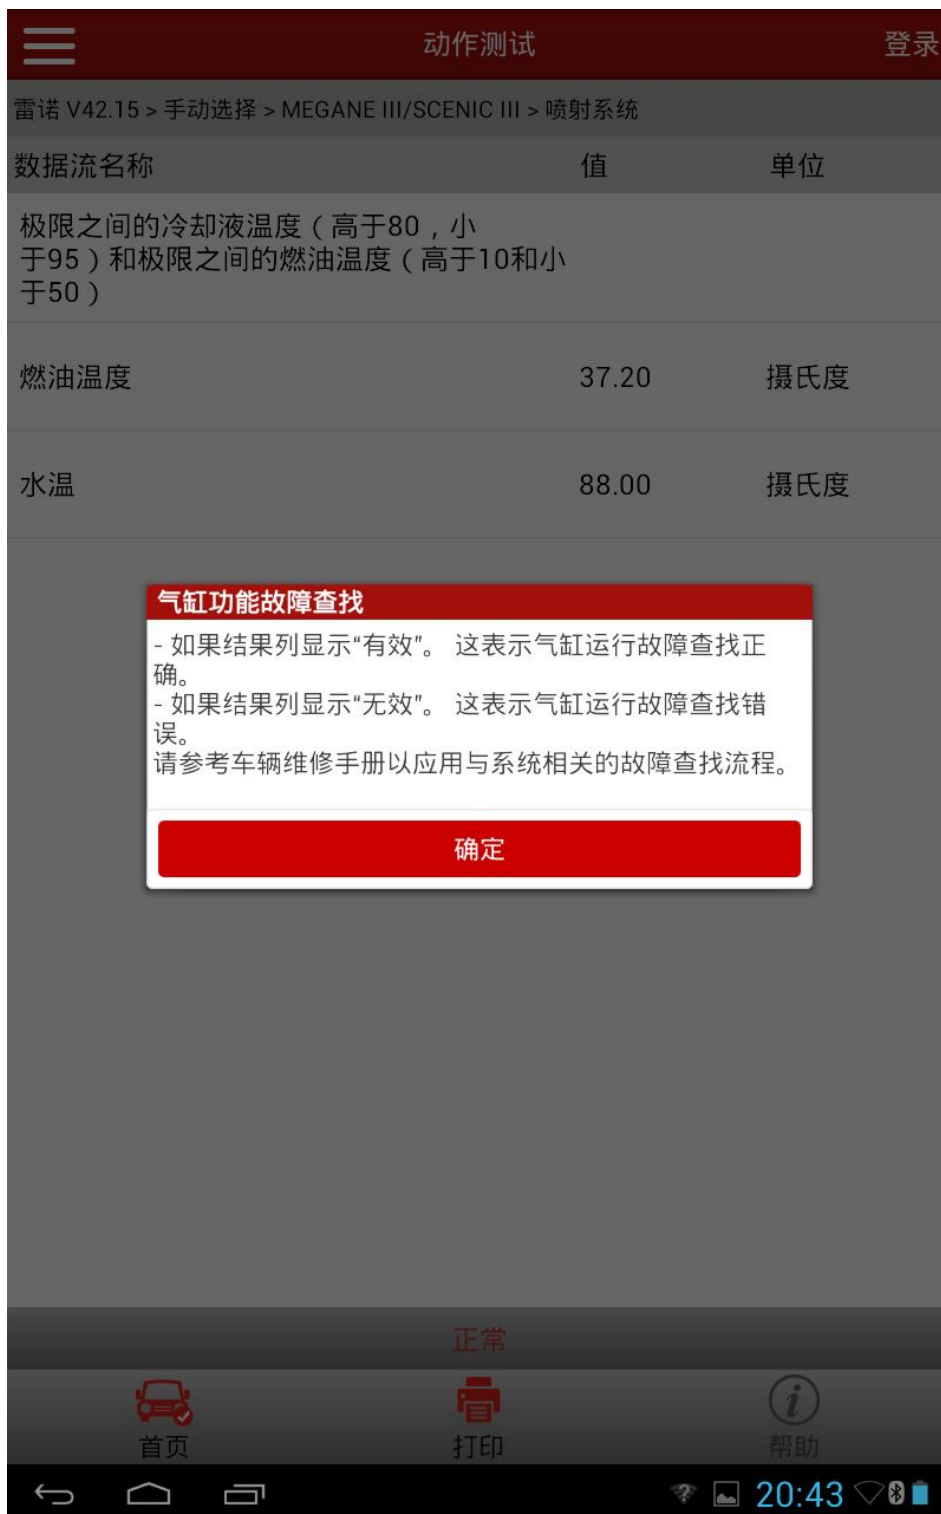 动作测试
登录
雷诺 V42.15 > 手动选择 > MEGANE III/SCENIC III > 喷射系统
数据流名称 值 单位
极限之间的冷却液温度（高于80，小
于95）和极限之间的燃油温度（高于10和小
于50）
燃油温度 37.20 摄氏度
水温 88.00 摄氏度
气缸功能故障查找
- 如果结果列显示“有效”。 这表示气缸运行故障查找正
确。
- 如果结果列显示“无效”。 这表示气缸运行故障查找错
误。
请参考车辆维修手册以应用与系统相关的故障查找流程。
确定
正常
首页 打印 帮助
20:43